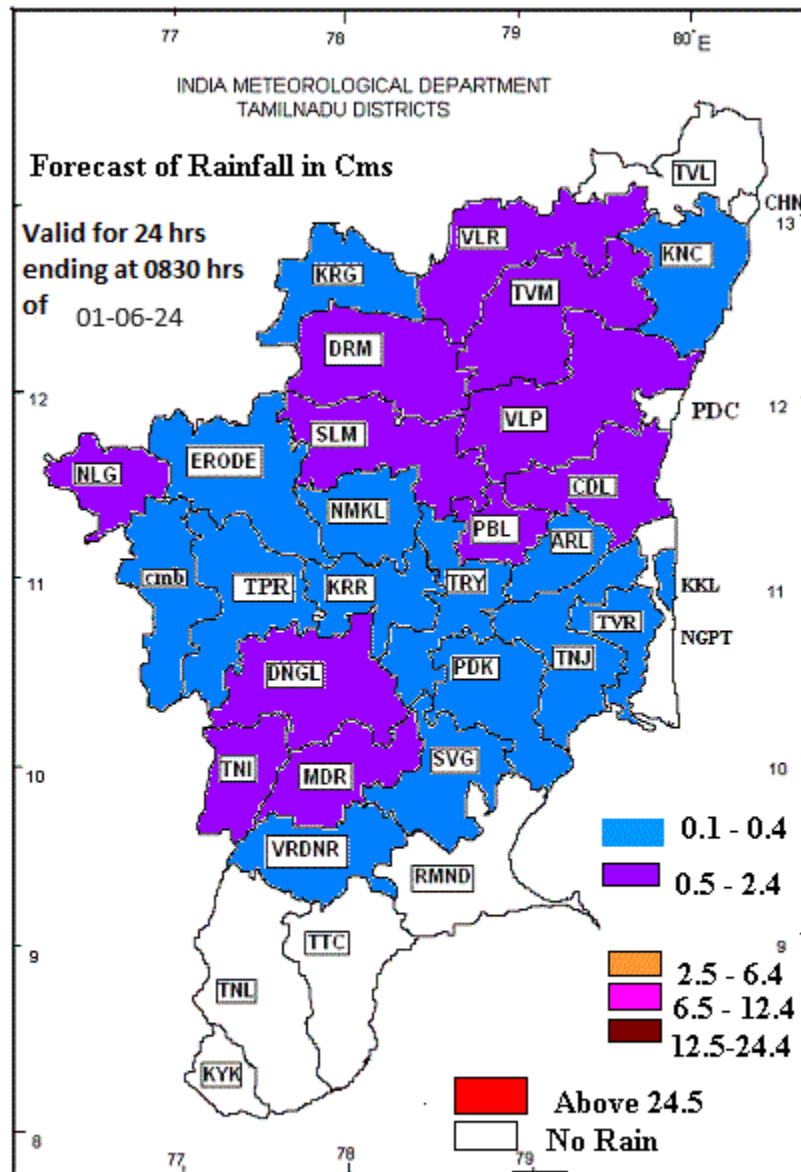 77 78 79 80° E
INDIA METEOROLOGICAL DEPARTMENT
TAMILNADU DISTRICTS
Forecast of Rainfall in Cms
TVL
CHN
13
Valid for 24 hrs
ending at 0830 hrs
of 01-06-24
VLR
KNC
KRG
TVM
DRM
12 12
PDC
VLP
SLM
ERODE
NLG
CDL
NMKL
PBL
ARL
11 11
cmb
TPR
KRR
TRY
KKL
TVR
NGPT
DNGL
PDK
TNJ
10 10
TNI
MDR
SVG
0.1 - 0.4
VRDNR
RMND
0.5 - 2.4
9 9
TTC
2.5 - 6.4
TNL
6.5 - 12.4
12.5-24.4
KYK
Above 24.5
No Rain
8
77 78 79